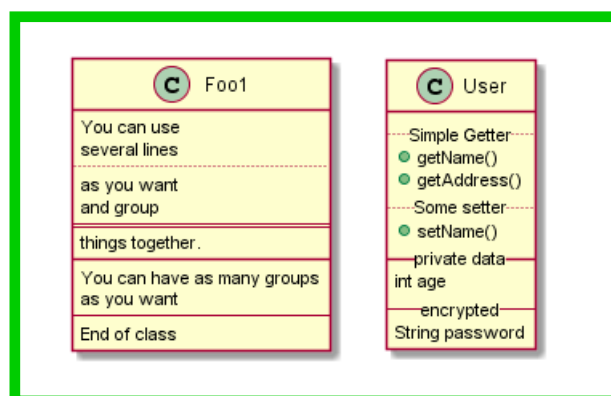 C Foo1
You can use
several lines
as you want
and group
things together.
You can have as many groups
as you want
End of class
C User
Simple Getter
getName()
getAddress()
Some setter
setName()
private data
int age
encrypted
String password